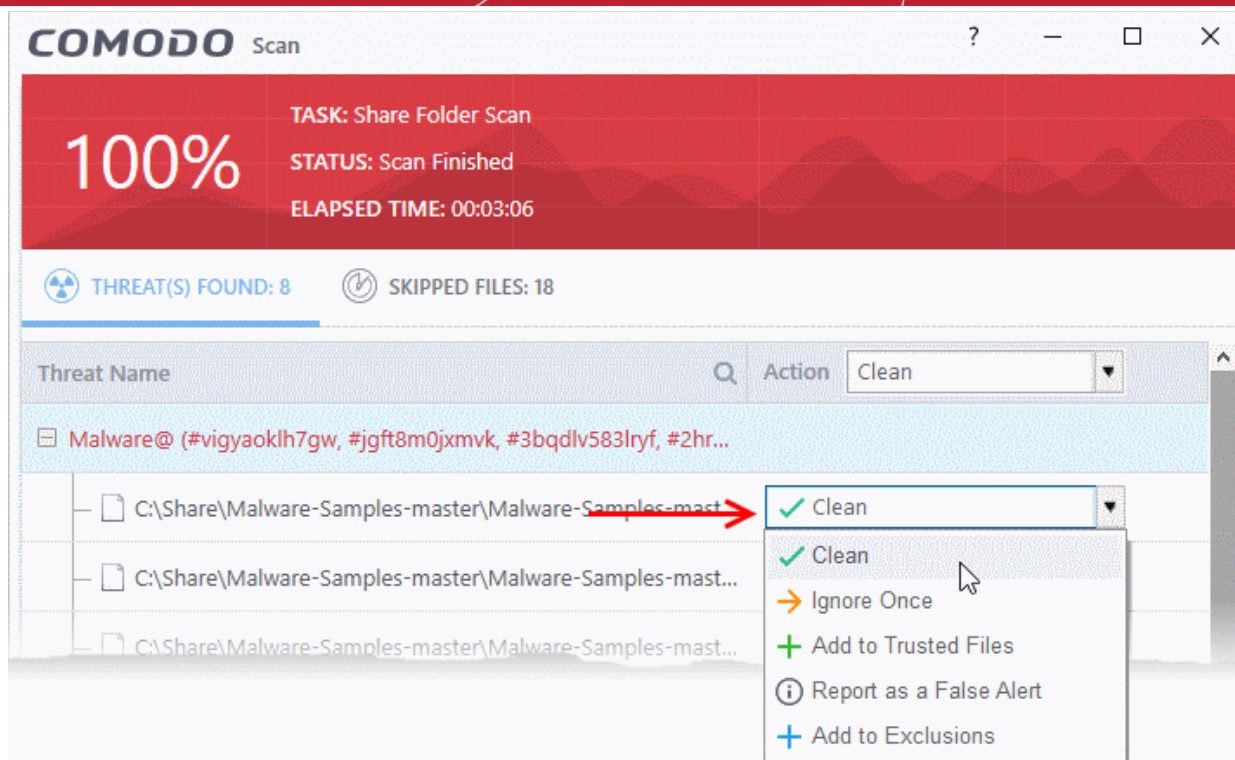 COMODO Scan ?
100%
TASK: Share Folder Scan
STATUS: Scan Finished
ELAPSED TIME: 00:03:06
THREAT(S) FOUND: 8 SKIPPED FILES: 18
Threat Name Action Clean
Malware@ (#vigyaoklh7gw, #jgft8m0jxmvk, #3bqdlv583lryf, #2hr...
C:\Share\Malware-Samples-master\Malware-Samples-mast... Clean
Clean
C:\Share\Malware-Samples-master\Malware-Samples-mast...
Ignore Once
C:\Share\Malware-Samples-master\Malware-Samples-mast...
Add to Trusted Files
Report as a False Alert
Add to Exclusions